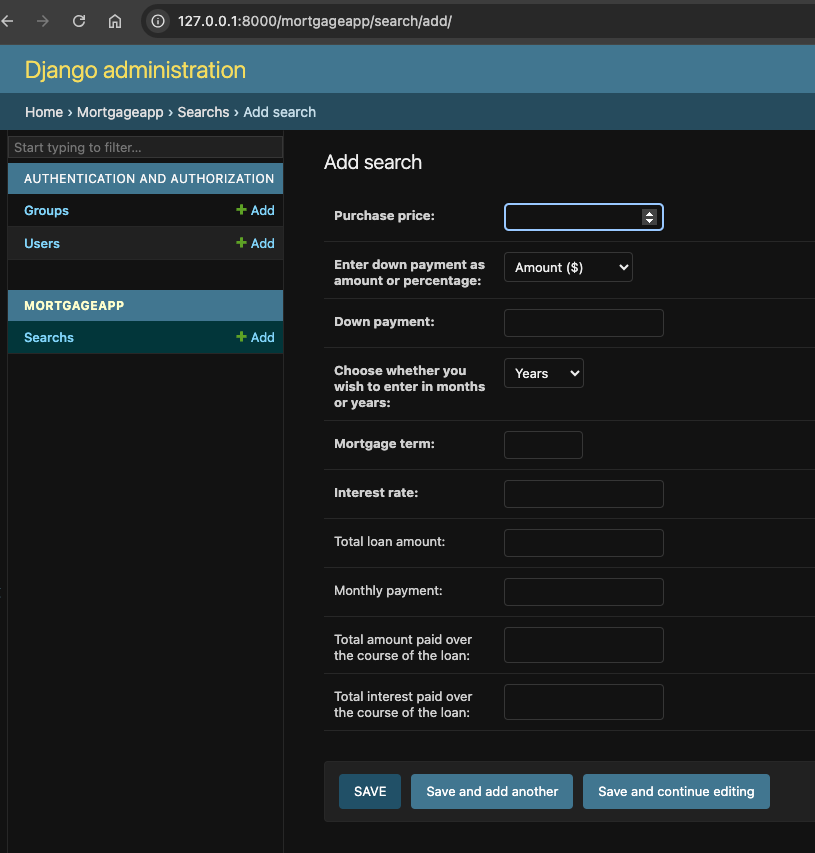 127.0.0.1:8000/mortgageapp/search/add/
Django administration
Home › Mortgageapp › Searchs › Add search
Start typing to filter...
AUTHENTICATION AND AUTHORIZATION
Groups + Add
Users + Add
MORTGAGEAPP
Searchs + Add
Add search
Purchase price:
Enter down payment as
amount or percentage:
Amount ($)
Down payment:
Choose whether you
wish to enter in months
or years:
Years
Mortgage term:
Interest rate:
Total loan amount:
Monthly payment:
Total amount paid over
the course of the loan:
Total interest paid over
the course of the loan:
SAVE
Save and add another
Save and continue editing